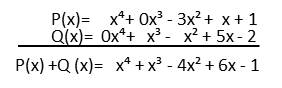 P(x)= x⁴+ 0x³ - 3x² + x + 1
Q(x)= 0x⁴+ x³ - x² + 5x - 2
P(x) +Q (x)= x⁴ + x³ - 4x² + 6x - 1